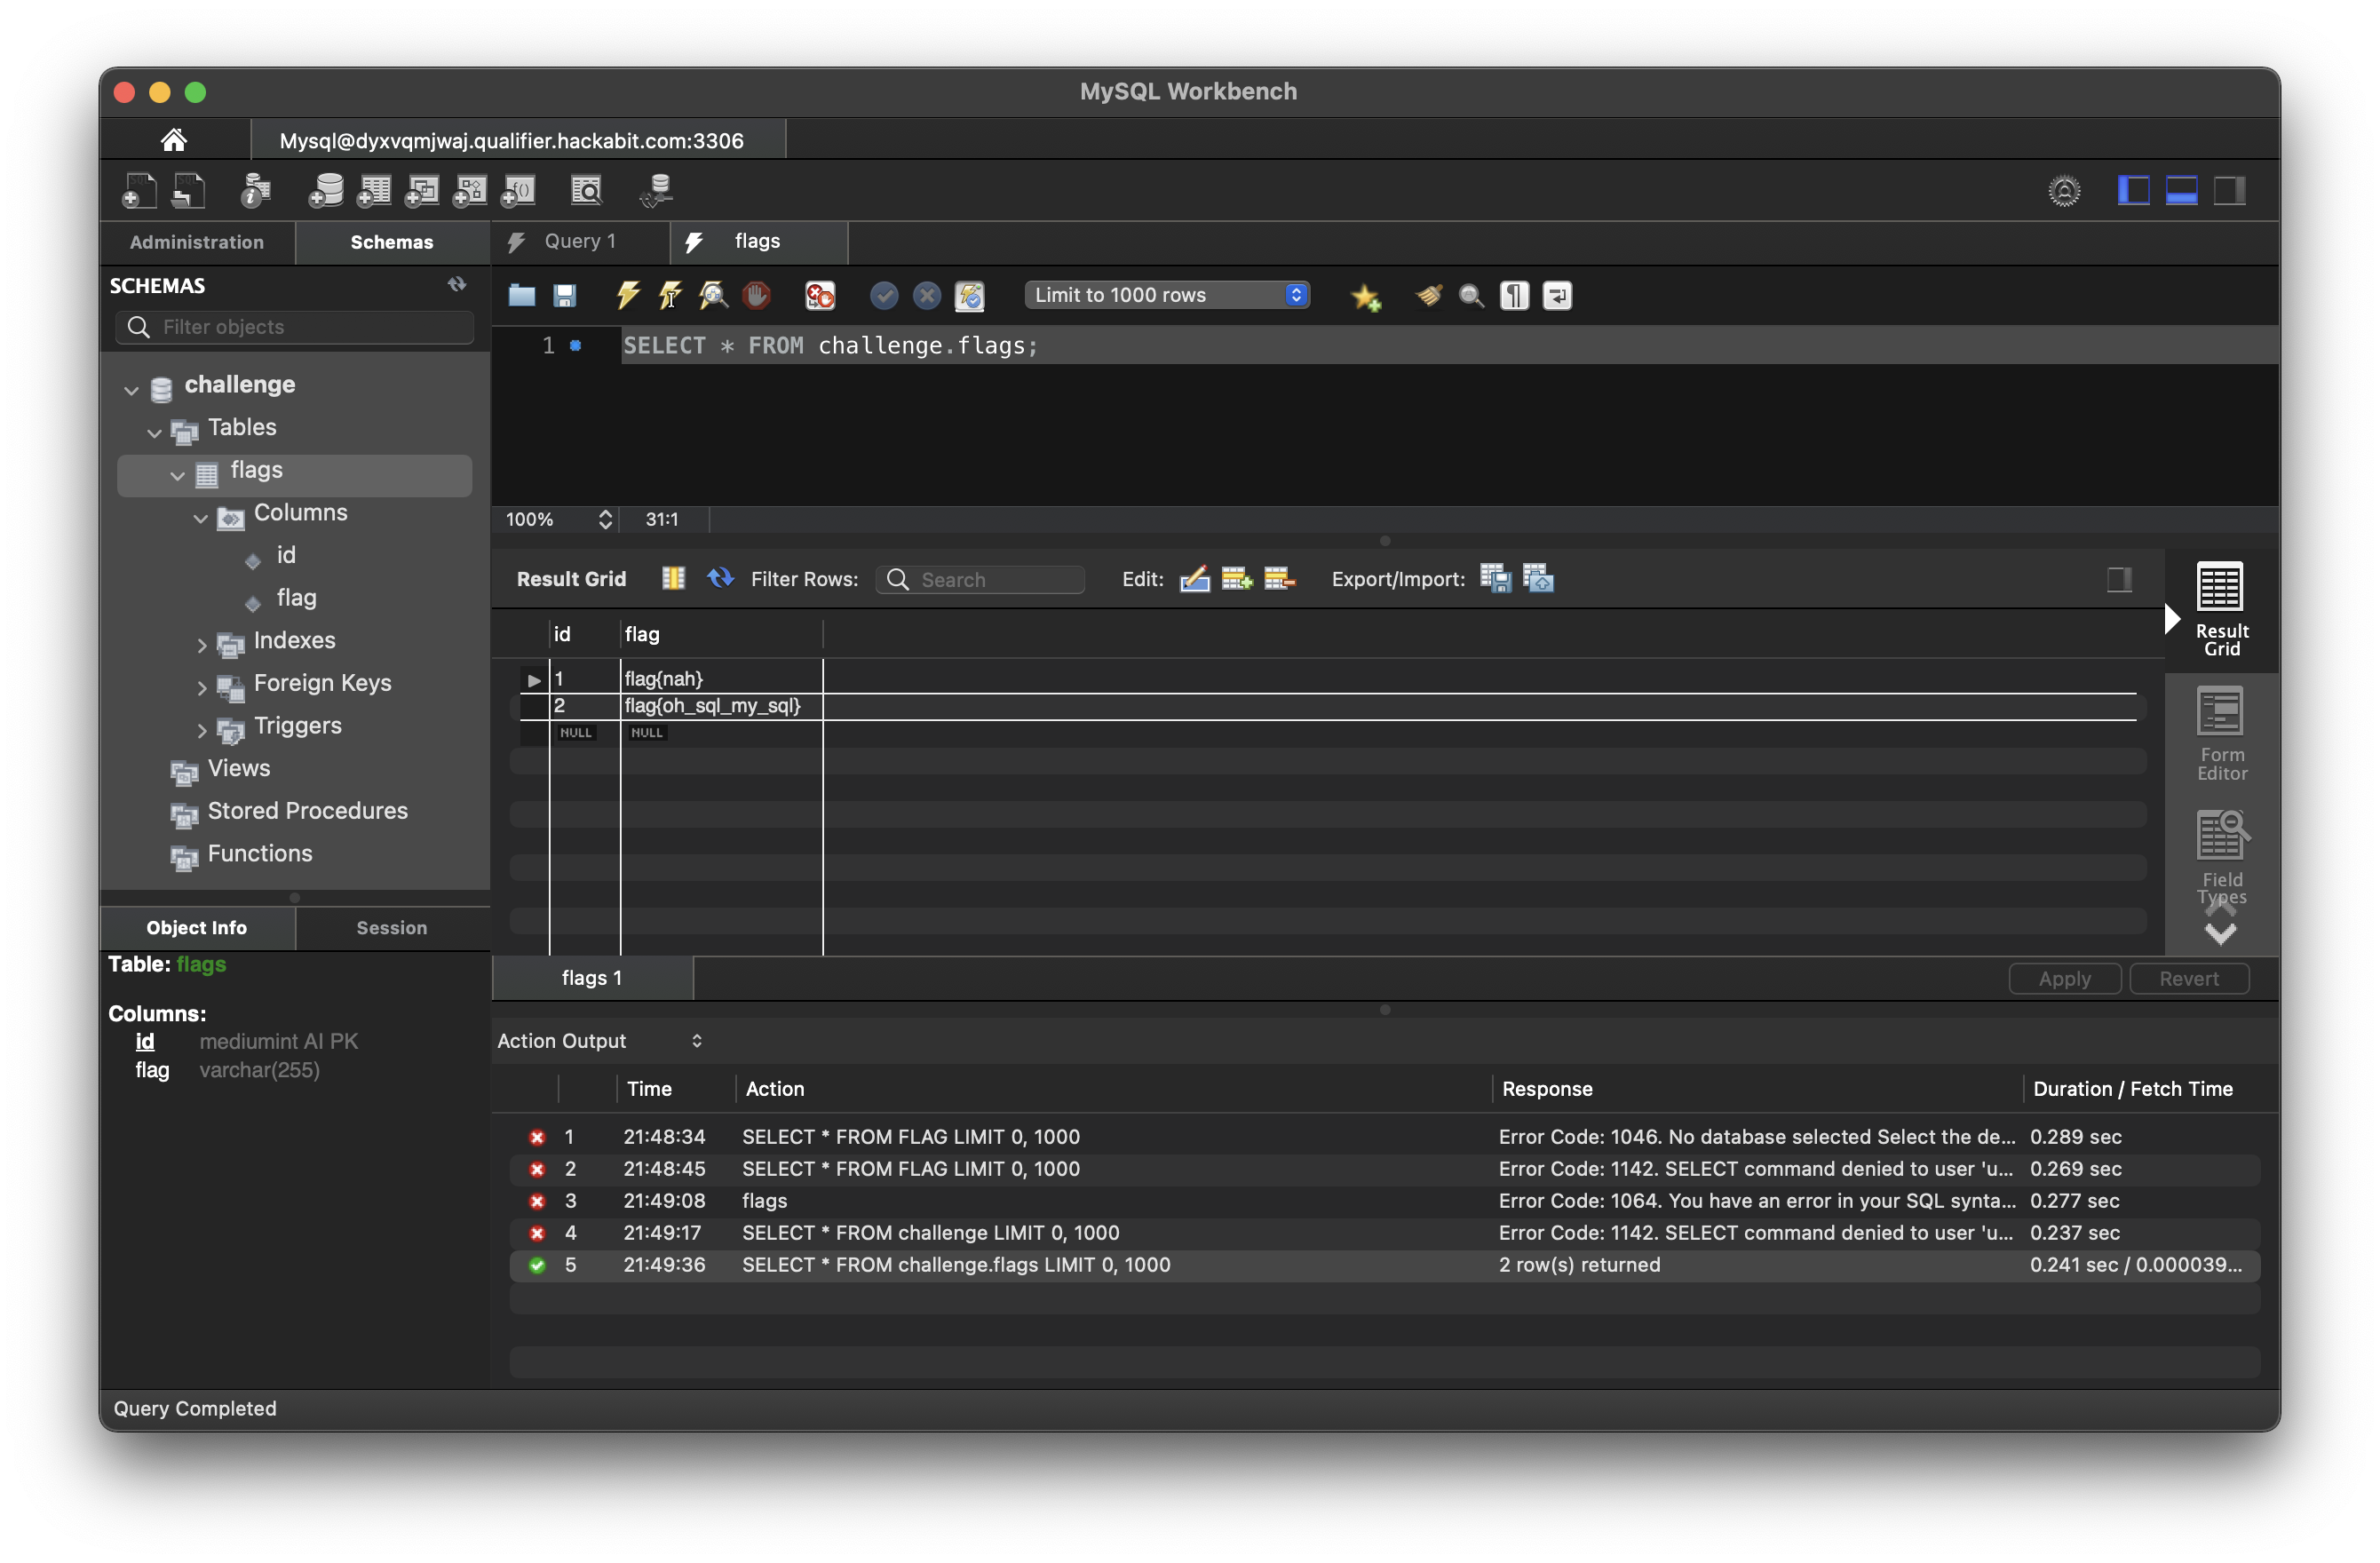 MySQL Workbench
Mysql@dyxvqmjwaj.qualifier.hackabit.com:3306
Administration
Schemas
Query 1
flags
SCHEMAS
Filter objects
Limit to 1000 rows
1
SELECT * FROM challenge.flags;
challenge
Tables
flags
Columns
id
flag
Indexes
Foreign Keys
Triggers
Views
Stored Procedures
Functions
100%
31:1
Result Grid
Filter Rows:
Search
Edit:
Export/Import:
id flag
1 flag{nah}
2 flag{oh_sql_my_sql}
NULL NULL
Result
Grid
Form
Editor
Field
Types
Object Info
Session
Table: flags
Columns:
id mediumint AI PK
flag varchar(255)
flags 1
Apply
Revert
Action Output
Time Action Response Duration / Fetch Time
1 21:48:34 SELECT * FROM FLAG LIMIT 0, 1000 Error Code: 1046. No database selected Select the de... 0.289 sec
2 21:48:45 SELECT * FROM FLAG LIMIT 0, 1000 Error Code: 1142. SELECT command denied to user 'u... 0.269 sec
3 21:49:08 flags Error Code: 1064. You have an error in your SQL synta... 0.277 sec
4 21:49:17 SELECT * FROM challenge LIMIT 0, 1000 Error Code: 1142. SELECT command denied to user 'u... 0.237 sec
5 21:49:36 SELECT * FROM challenge.flags LIMIT 0, 1000 2 row(s) returned 0.241 sec / 0.000039...
Query Completed